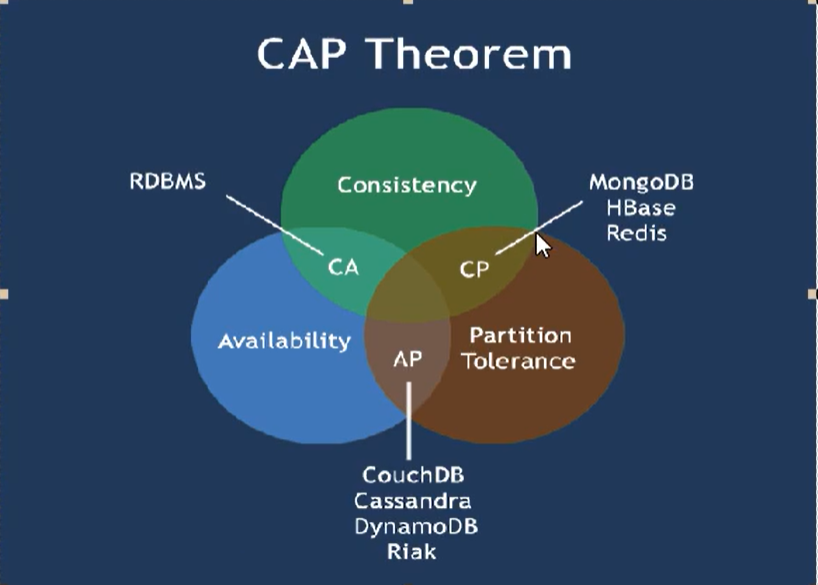 CAP Theorem
Consistency
RDBMS
MongoDB
HBase
Redis
CA
CP
Availability
Partition
Tolerance
AP
CouchDB
Cassandra
DynamoDB
Riak